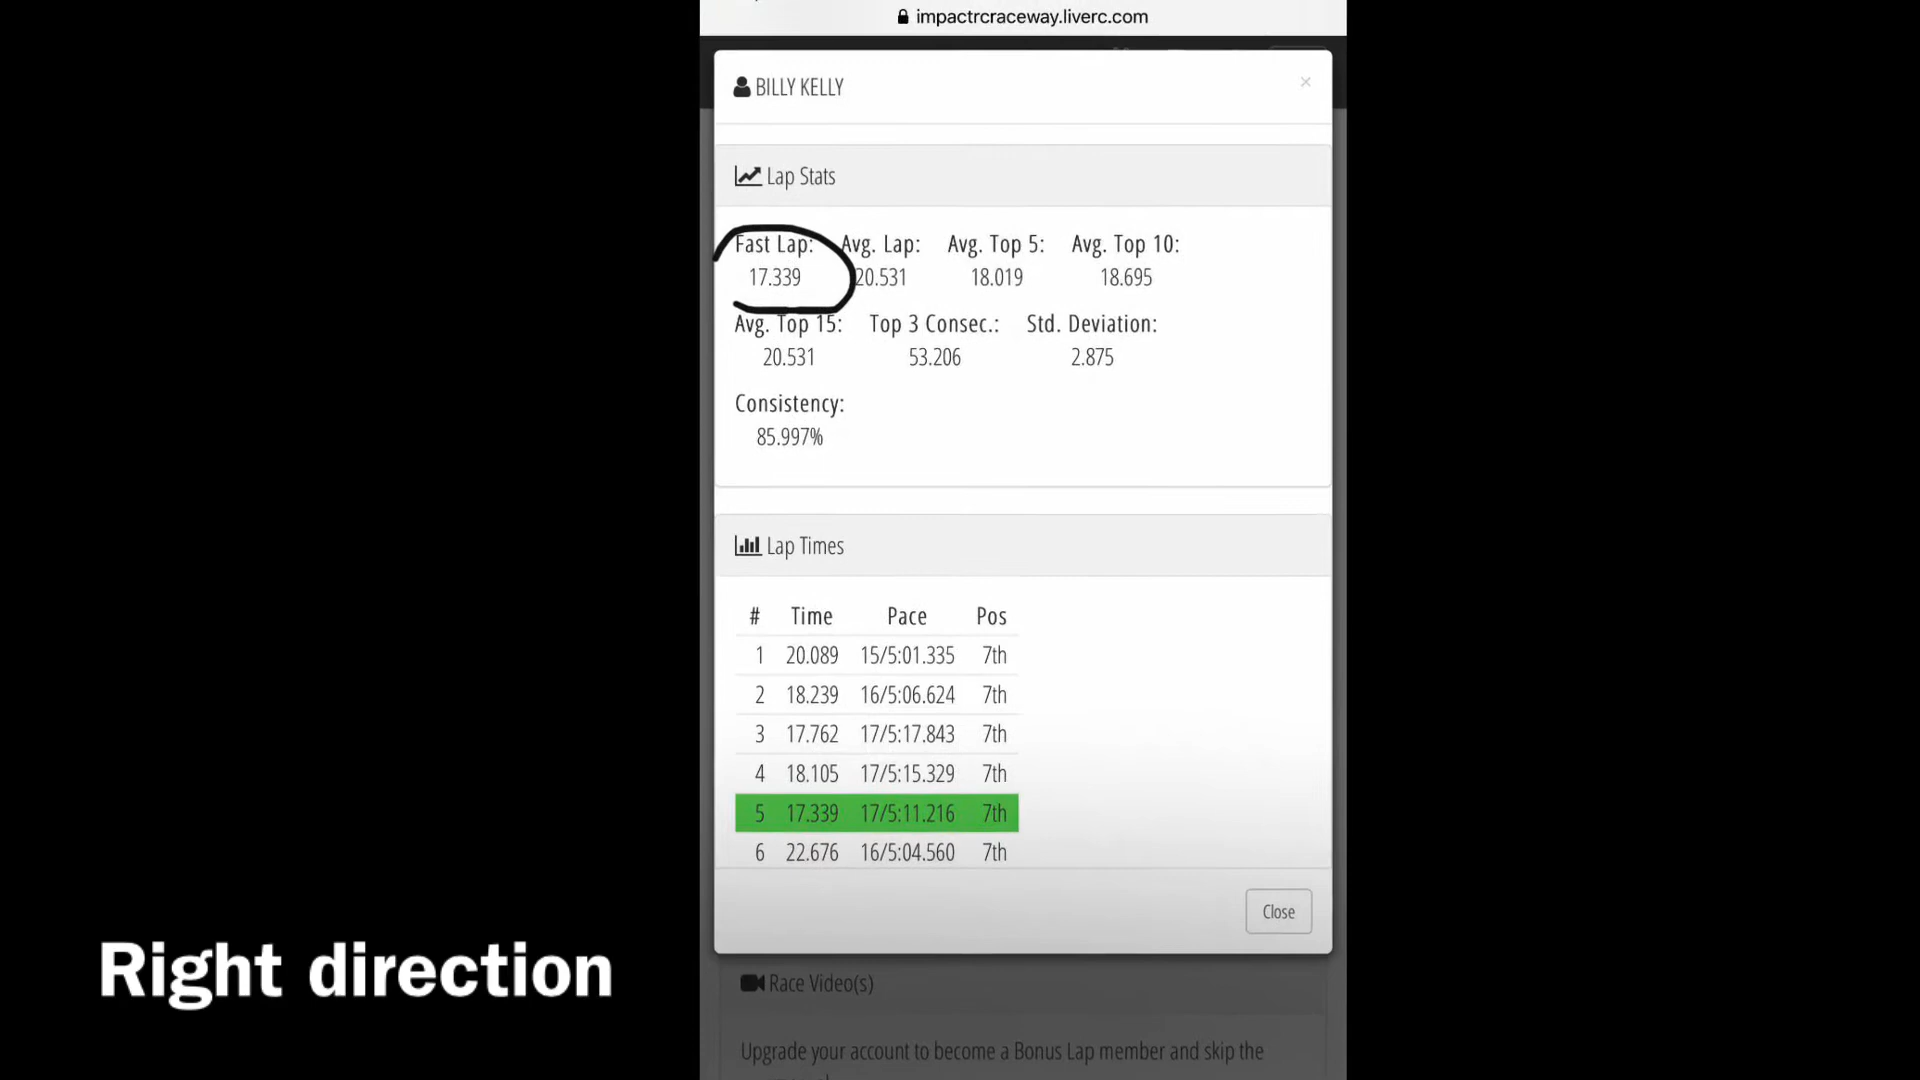 impactrcraceway.liverc.com
BILLY KELLY
×
Lap Stats
Fast Lap: Avg. Lap: Avg. Top 5: Avg. Top 10:
17.339 20.531 18.019 18.695
Avg. Top 15: Top 3 Consec.: Std. Deviation:
20.531 53.206 2.875
Consistency:
85.997%
Lap Times
# Time Pace Pos
1 20.089 15/5:01.335 7th
2 18.239 16/5:06.624 7th
3 17.762 17/5:17.843 7th
4 18.105 17/5:15.329 7th
5 17.339 17/5:11.216 7th
6 22.676 16/5:04.560 7th
Close
Right direction
Race Video(s)
Upgrade your account to become a Bonus Lap member and skip the